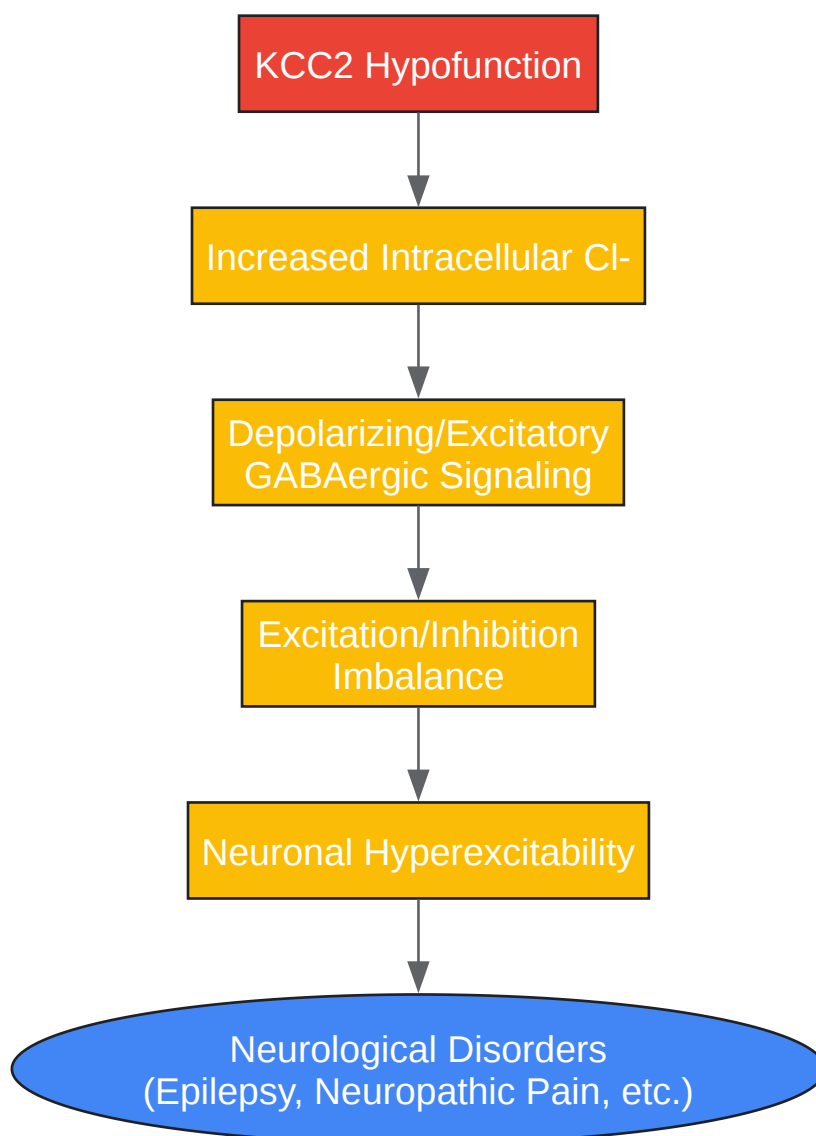 KCC2 Hypofunction
Increased Intracellular Cl-
Depolarizing/Excitatory
GABAergic Signaling
Excitation/Inhibition
Imbalance
Neuronal Hyperexcitability
Neurological Disorders
(Epilepsy, Neuropathic Pain, etc.)